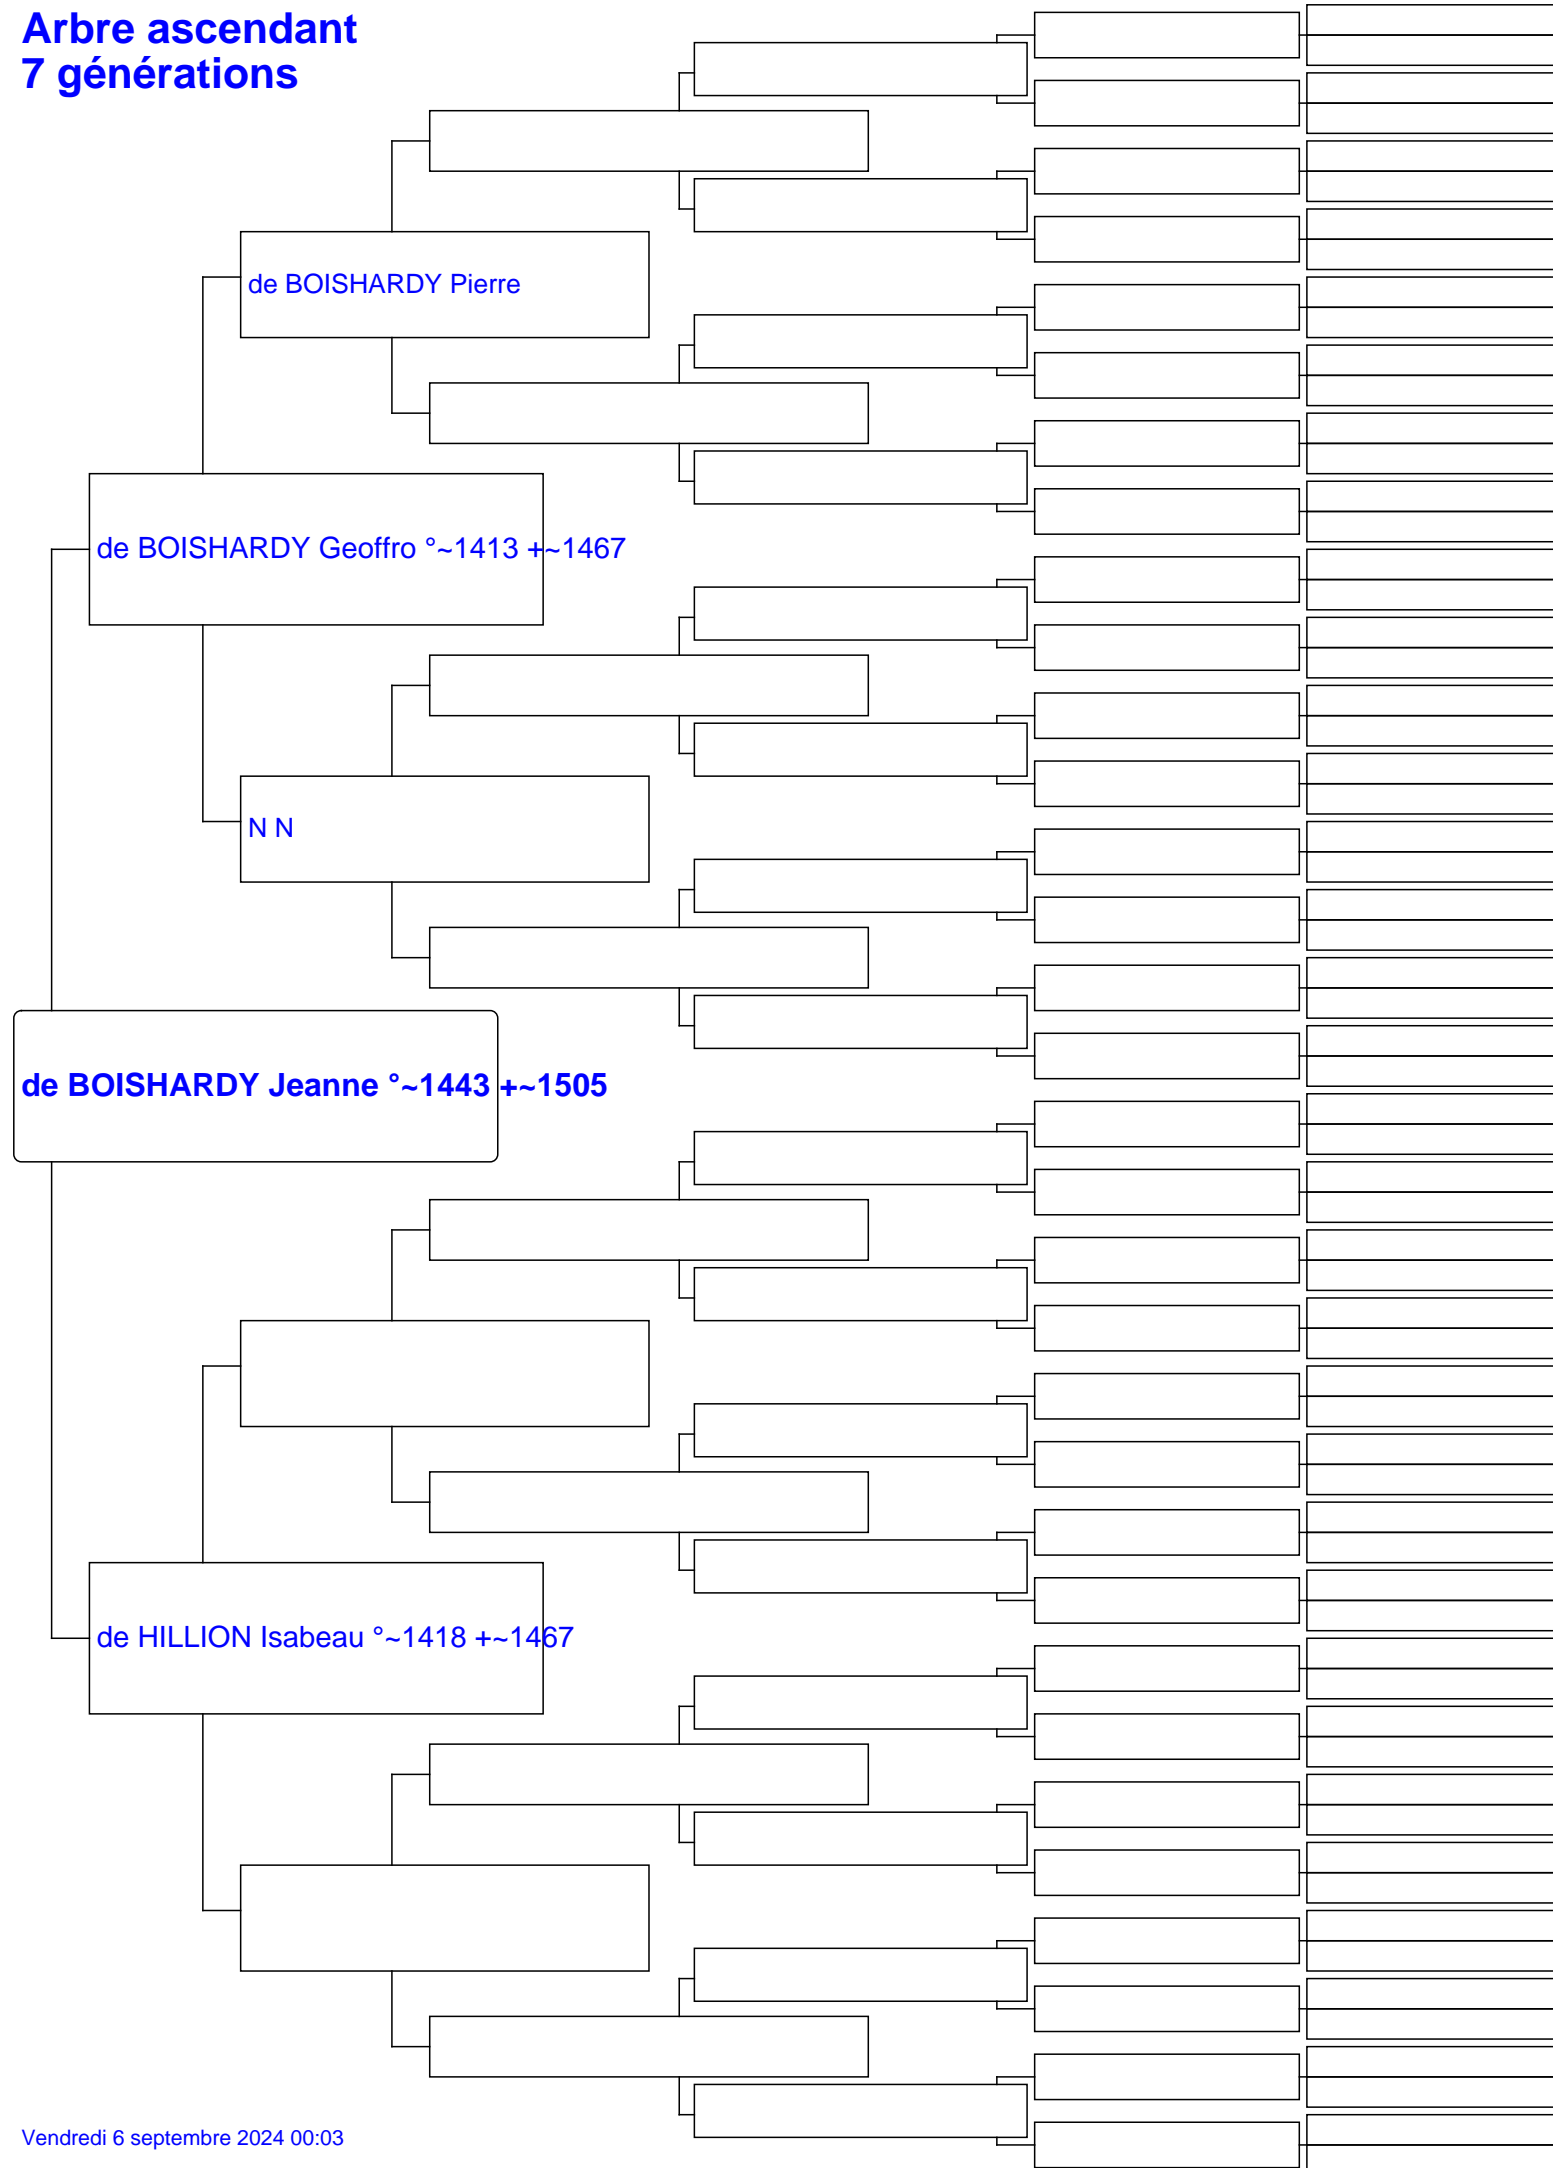 Arbre ascendant
7 générations
de BOISHARDY Pierre
de BOISHARDY Geoffro °~1413 +~1467
N N
de BOISHARDY Jeanne °~1443 +~1505
de HILLION Isabeau °~1418 +~1467
Vendredi 6 septembre 2024 00:03